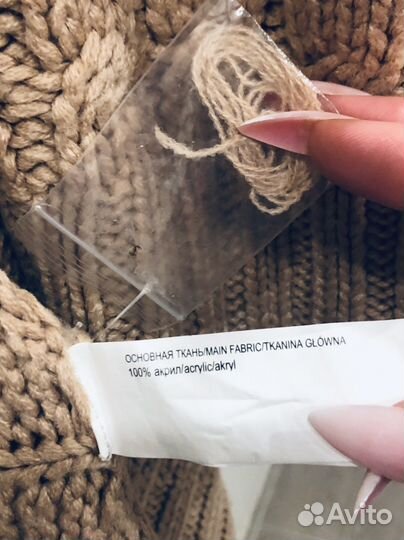 ОСНОВНАЯ ТКАНЬ/MAIN FABRIC/TKANINA GŁÓWNA
100% акрил/acrylic/akryl
Avito